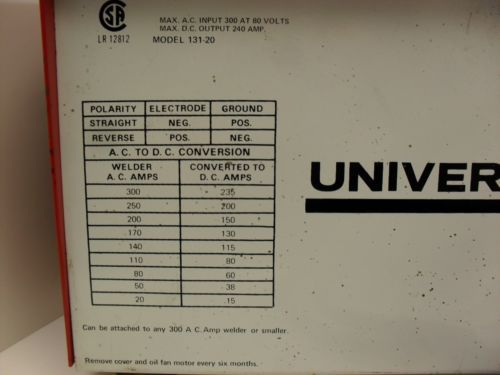 SA
LR 12812
MAX. A.C. INPUT 300 AT 80 VOLTS
MAX. D.C. OUTPUT 240 AMP.
MODEL 131-20
POLARITY ELECTRODE GROUND
STRAIGHT NEG. POS.
REVERSE POS. NEG.
A. C. TO D. C. CONVERSION
WELDER A. C. AMPS CONVERTED TO D. C. AMPS
300 235
250 200
200 150
170 130
140 115
110 80
80 60
50 38
20 .15
UNIVER
Can be attached to any 300 A C. Amp welder or smaller.
Remove cover and oil fan motor every six months.